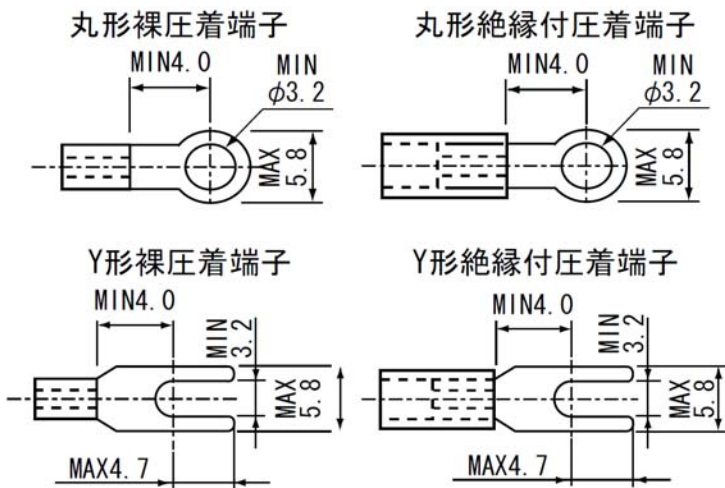 丸形裸圧着端子
MIN4.0
MIN
φ3.2
MAX
5.8
丸形絶縁付圧着端子
MIN4.0
MIN
φ3.2
MAX
5.8
Y形裸圧着端子
MIN4.0
MIN
3.2
MAX
5.8
MAX4.7
Y形絶縁付圧着端子
MIN4.0
MIN
3.2
MAX
5.8
MAX4.7